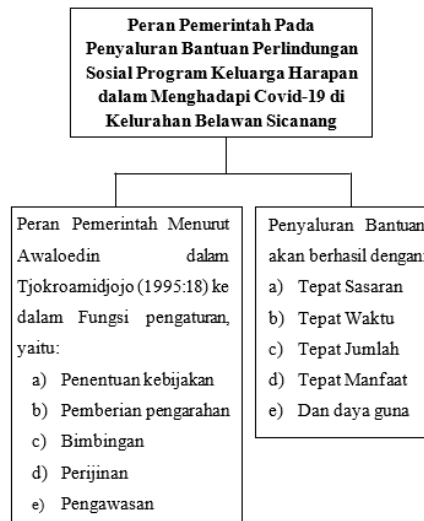 Peran Pemerintah Pada
Penyaluran Bantuan Perlindungan
Sosial Program Keluarga Harapan
dalam Menghadapi Covid-19 di
Kelurahan Belawan Sicanang
Peran Pemerintah Menurut
Awaloedin dalam
Tjokroamidjojo (1995:18) ke
dalam Fungsi pengaturan,
yaitu:
a) Penentuan kebijakan
b) Pemberian pengarahan
c) Bimbingan
d) Perijinan
e) Pengawasan
Penyaluran Bantuan
akan berhasil dengan:
a) Tepat Sasaran
b) Tepat Waktu
c) Tepat Jumlah
d) Tepat Manfaat
e) Dan daya guna